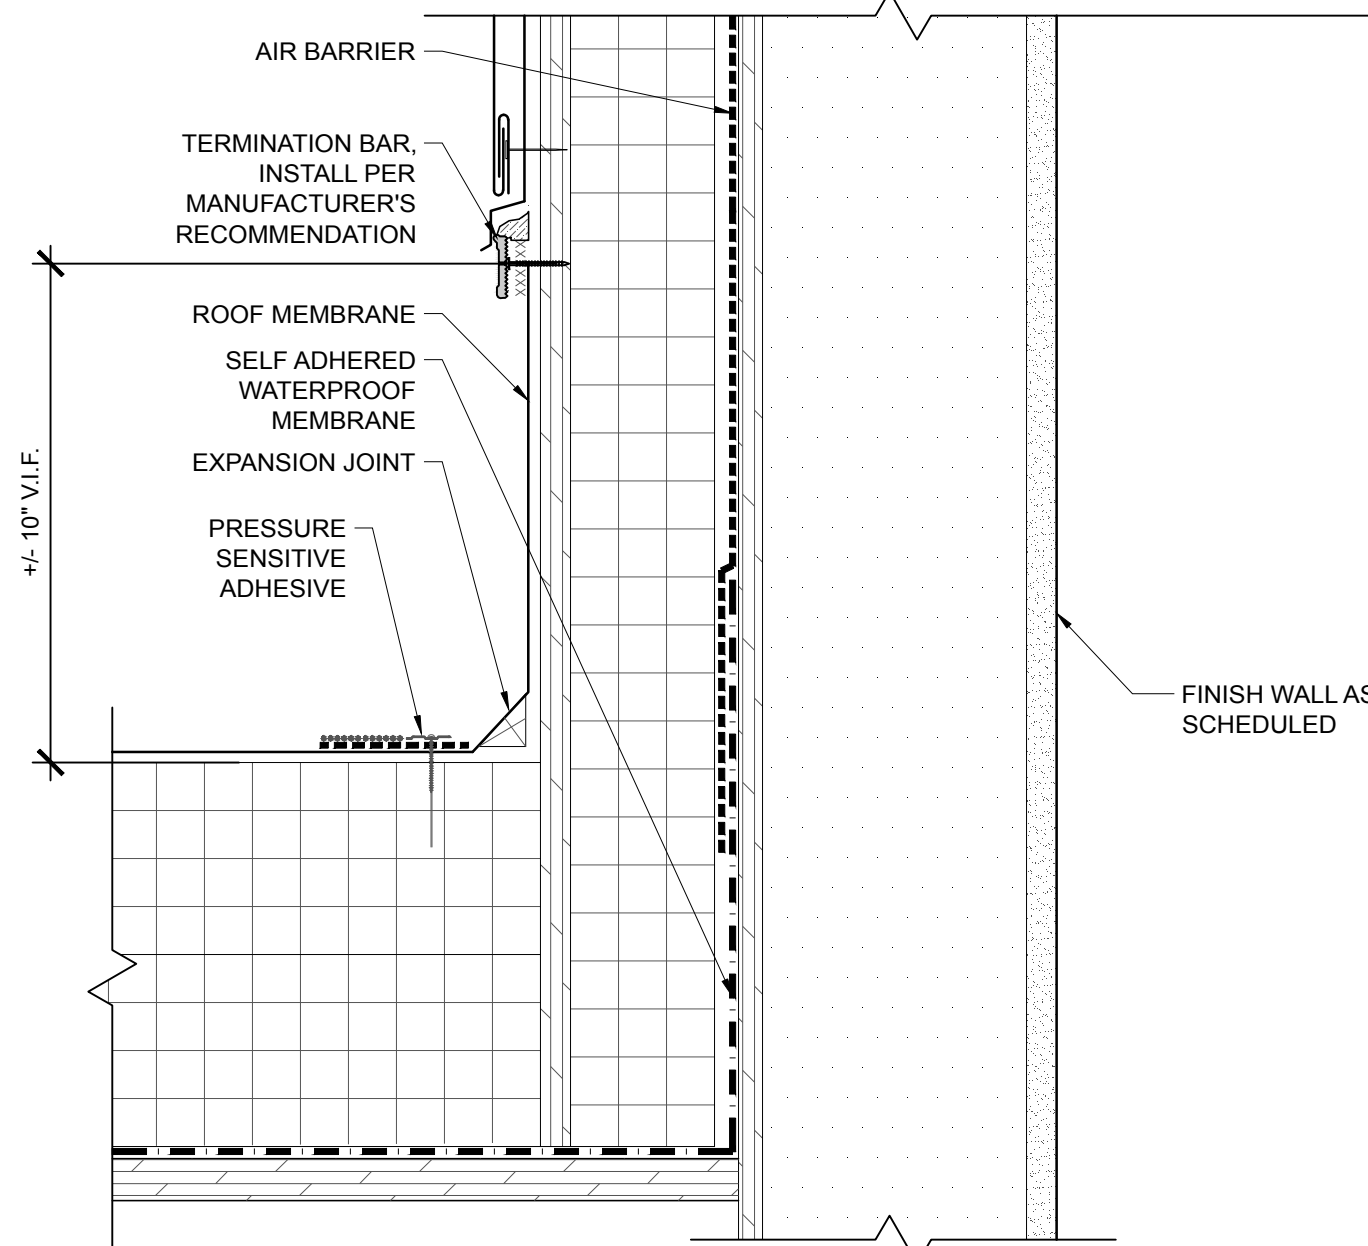 AIR BARRIER
TERMINATION BAR,
INSTALL PER
MANUFACTURER'S
RECOMMENDATION
ROOF MEMBRANE
SELF ADHERED
WATERPROOF
MEMBRANE
EXPANSION JOINT
PRESSURE
SENSITIVE
ADHESIVE
+/- 10" V.I.F.
FINISH WALL AS
SCHEDULED